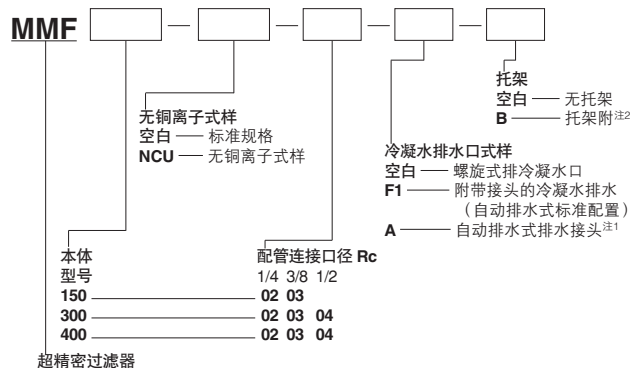 MMF
托架
空白 — 无托架
B — 托架附注2
无铜离子式样
空白 — 标准规格
NCU — 无铜离子式样
冷凝水排水口式样
空白 — 螺旋式排冷凝水口
F1 — 附带接头的冷凝水排水
（自动排水式标准配置）
A — 自动排水式排水接头注1
本体
型号
配管连接口径 Rc
1/4 3/8 1/2
150 02 03
300 02 03 04
400 02 03 04
超精密过滤器